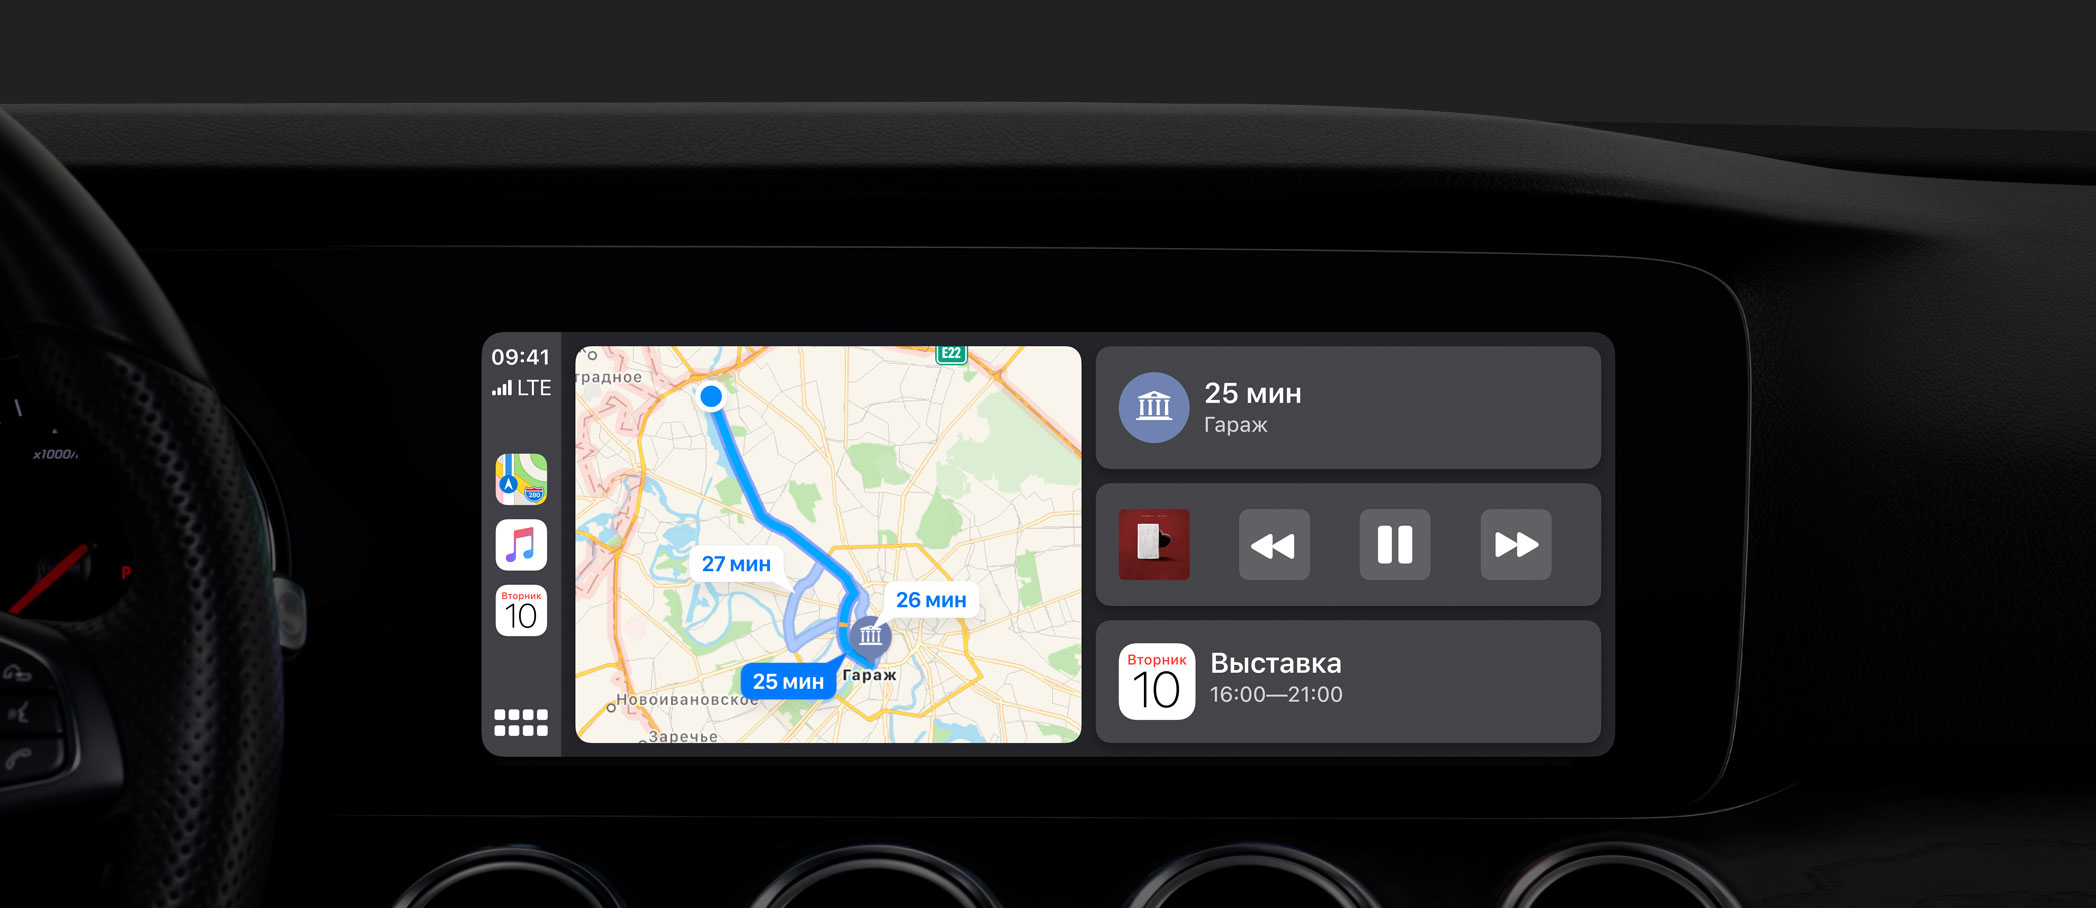 09:41
LTE
280
Вторник
10
E22
градное
27 мин
26 мин
25 мин
Гараж
Новоивановское
Заречье
25 мин
Гараж
Вторник
10
Выставка
16:00—21:00
P